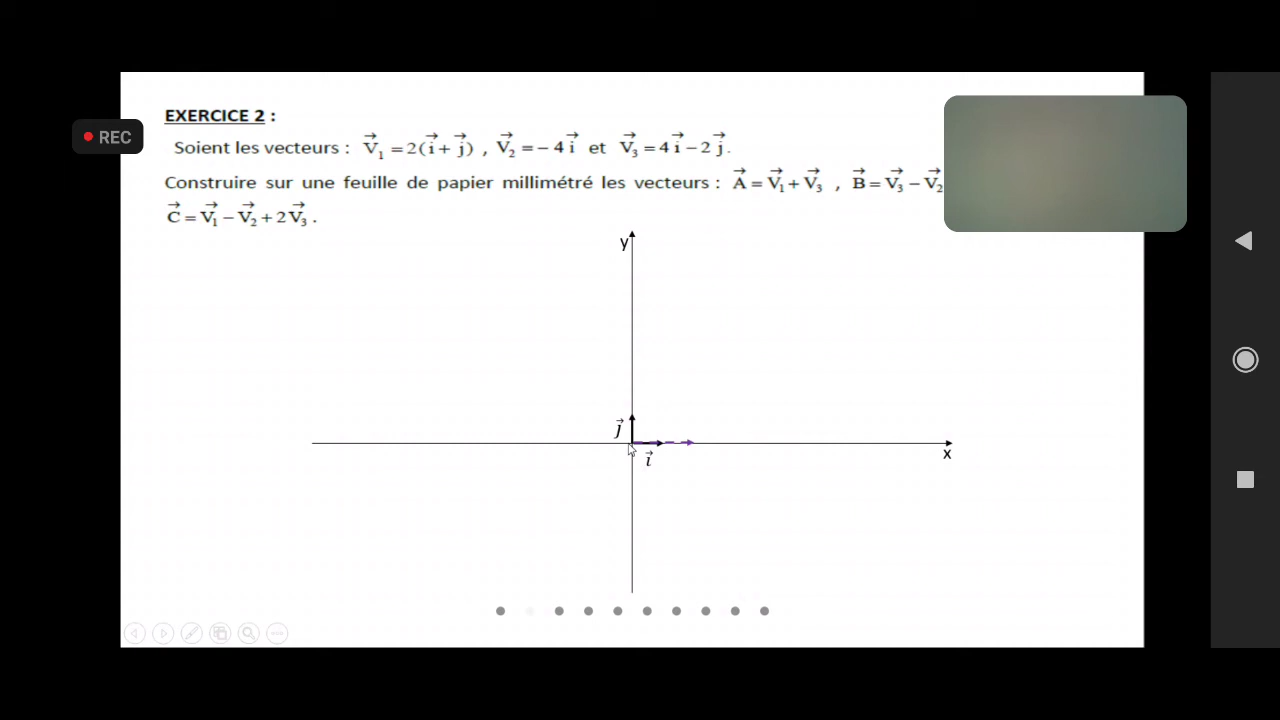 EXERCICE 2 :
REC
Soient les vecteurs : V⃗₁ = 2(i⃗ + j⃗) , V⃗₂ = − 4 i⃗ et V⃗₃ = 4 i⃗ − 2 j⃗.
Construire sur une feuille de papier millimétré les vecteurs : A⃗ = V⃗₁ + V⃗₃ , B⃗ = V⃗₃ − V⃗₂
C⃗ = V⃗₁ − V⃗₂ + 2 V⃗₃ .
y
j⃗
i⃗
x